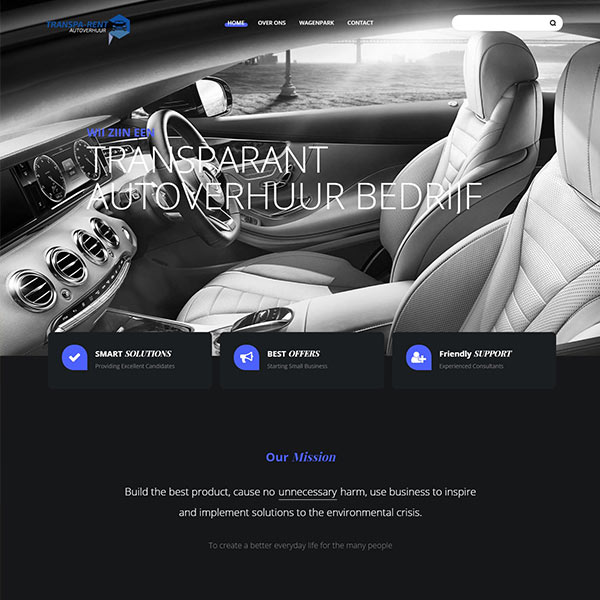 TRANSPA-RENT
AUTOVERHUUR
HOME OVER ONS WAGENPARK CONTACT
WIJ ZIJN EEN
TRANSPARANT
AUTOVERHUUR BEDRIJF
SMART SOLUTIONS
Providing Excellent Candidates
BEST OFFERS
Starting Small Business
Friendly SUPPORT
Experienced Consultants
Our Mission
Build the best product, cause no unnecessary harm, use business to inspire
and implement solutions to the environmental crisis.
To create a better everyday life for the many people